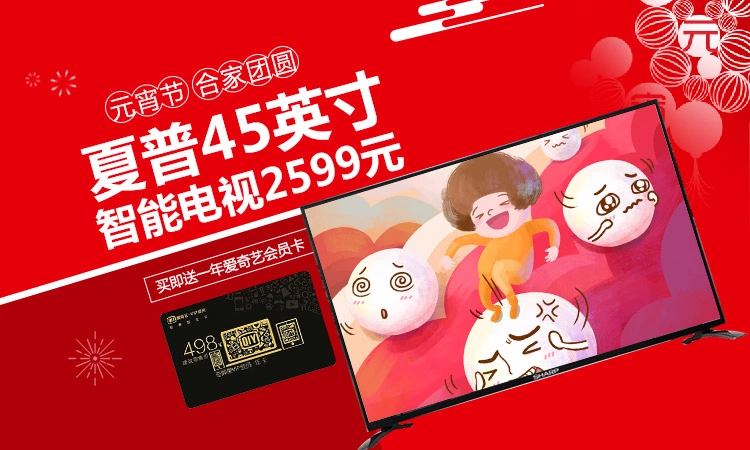 元
元宵节 合家团圆
夏普45英寸
智能电视2599元
买即送一年爱奇艺会员卡
498
QIYI
SHARP